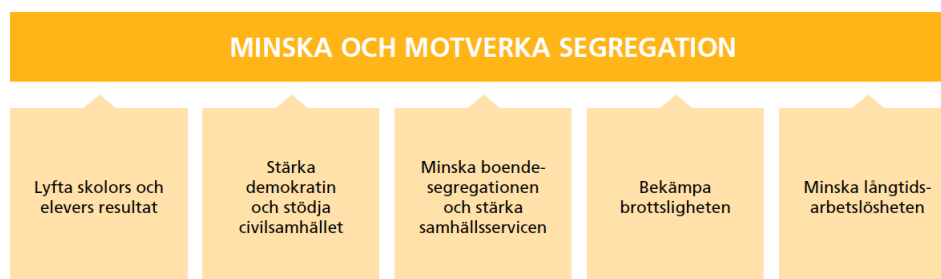 MINSKA OCH MOTVERKA SEGREGATION
Lyfta skolors och
elevers resultat
Stärka
demokratin
och stödja
civilsamhället
Minska boende-
segregationen
och stärka
samhällsservicen
Bekämpa
brottsligheten
Minska långtids-
arbetslösheten